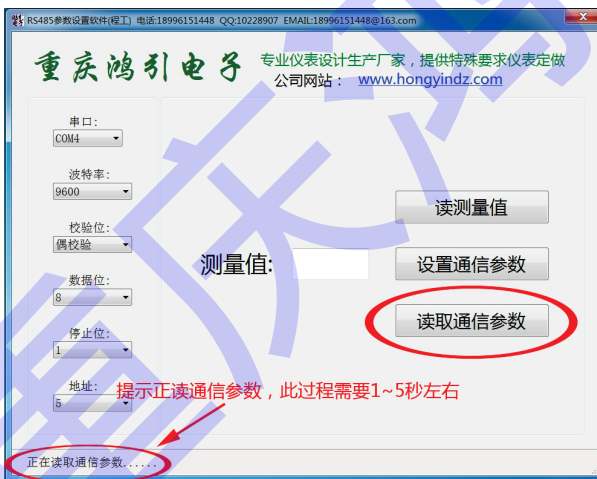 RS485参数设置软件(程工) 电话:18996151448 QQ:10228907 EMAIL:18996151448@163.com
重庆鸿引电子
专业仪表设计生产厂家，提供特殊要求仪表定做
公司网站： www.hongyindz.com
串口:
COM4
波特率:
9600
校验位:
偶校验
数据位:
8
停止位:
1
地址:
5
测量值:
读测量值
设置通信参数
读取通信参数
提示正读通信参数，此过程需要1~5秒左右
正在读取通信参数......